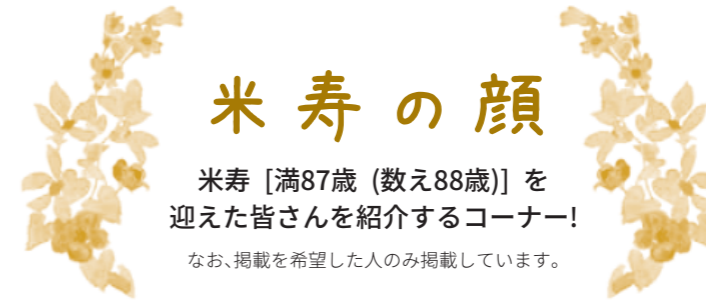 米寿の顔
米寿 [満87歳 (数え88歳)] を
迎えた皆さんを紹介するコーナー!
なお、掲載を希望した人のみ掲載しています。